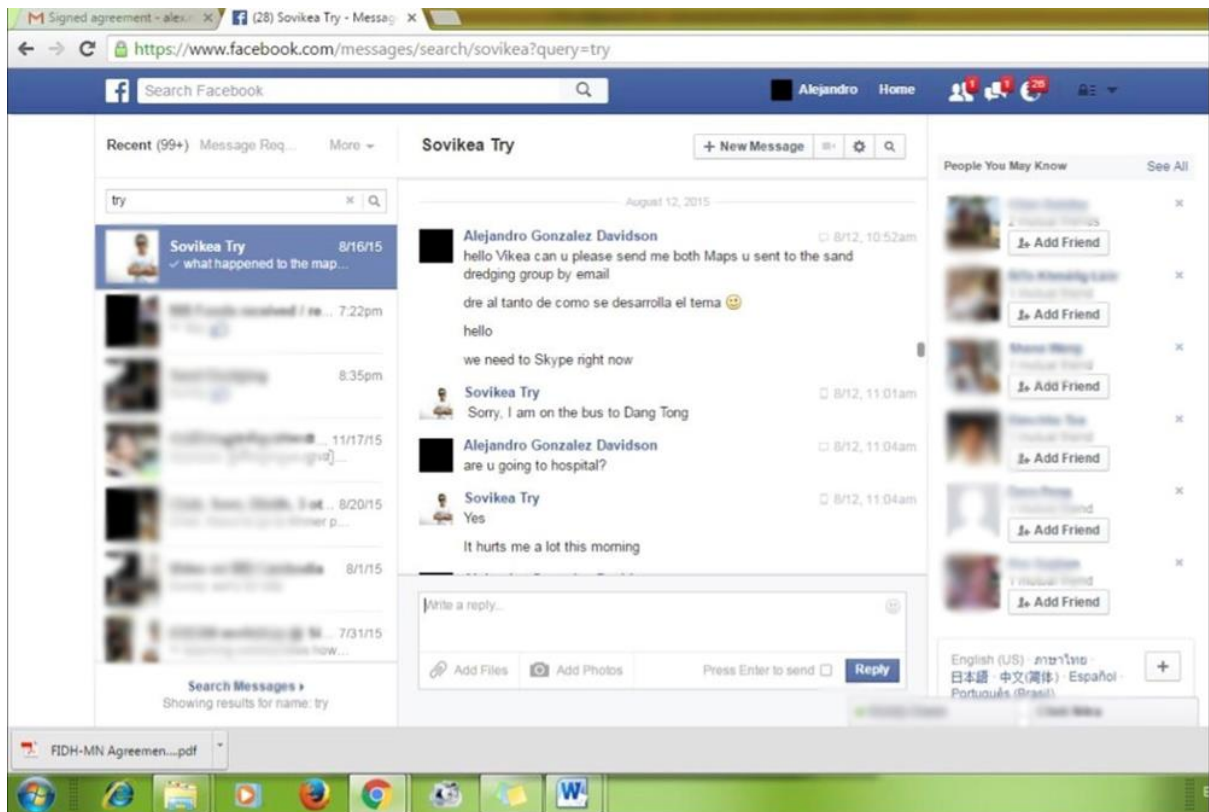 Signed agreement - alex
(28) Sovikea Try - Messag
https://www.facebook.com/messages/search/sovikea?query=try
Search Facebook
Alejandro Home
1 1 26
Recent (99+) Message Req... More
try
Sovikea Try 8/16/15
what happened to the map...
7:22pm
8:35pm
11/17/15
8/20/15
8/1/15
7/31/15
Search Messages
Showing results for name: try
Sovikea Try
+ New Message
August 12, 2015
Alejandro Gonzalez Davidson 8/12, 10:52am
hello Vikea can u please send me both Maps u sent to the sand
dredging group by email
dre al tanto de como se desarrolla el tema
hello
we need to Skype right now
Sovikea Try 8/12, 11:01am
Sorry, I am on the bus to Dang Tong
Alejandro Gonzalez Davidson 8/12, 11:04am
are u going to hospital?
Sovikea Try 8/12, 11:04am
Yes
It hurts me a lot this morning
Write a reply...
Add Files Add Photos Press Enter to send Reply
People You May Know See All
Add Friend
Add Friend
Add Friend
Add Friend
Add Friend
1 mutual friend
Add Friend
English (US) · ภาษาไทย ·
日本語 · 中文(简体) · Español ·
Português (Brasil)
FIDH-MN Agreemen....pdf